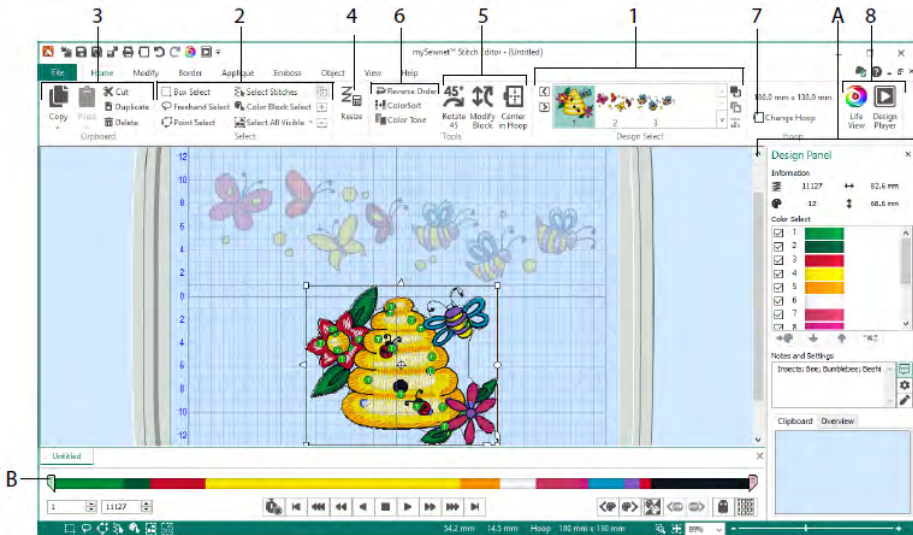 3 2 4 6 5 1 7 A 8
mySewnet™ Stitch Editor - (Untitled)
File Home Modify Border Appliqué Emboss Object View Help
Copy Paste Cut Duplicate Delete
Clipboard
Box Select Freehand Select Point Select
Select Stitches Color Block Select Select All Visible
Select
Resize
Reverse Order ColorSort Color Tone
Rotate 45 Modify Block Center in Hoop
Tools
1 2 3
Design Select
180.0 mm x 130.0 mm
Change Hoop
Hoop
Life View Design Player
12
10
8
6
4
2
0
2
4
6
8
10
12
Design Panel
Information
11127 82.6 mm
12 68.6 mm
Color Select
1
2
3
4
5
6
7
8
Notes and Settings
Insects; Bee; Bumblebee; Beehi
Clipboard Overview
Untitled
B
1 11127
54.2 mm 14.5 mm Hoop 180 mm x 130 mm 89%